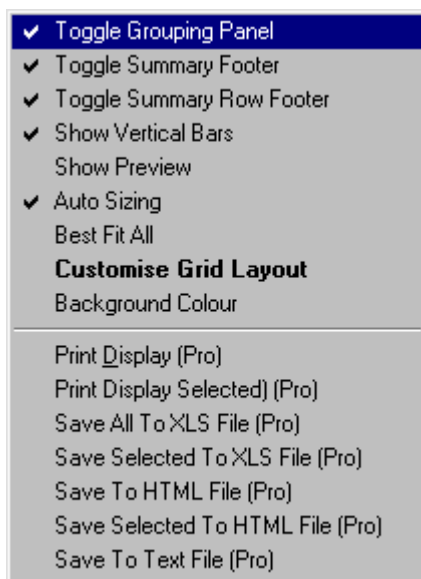 Toggle Grouping Panel
Toggle Summary Footer
Toggle Summary Row Footer
Show Vertical Bars
Show Preview
Auto Sizing
Best Fit All
Customise Grid Layout
Background Colour
Print Display (Pro)
Print Display Selected) (Pro)
Save All To XLS File (Pro)
Save Selected To XLS File (Pro)
Save To HTML File (Pro)
Save Selected To HTML File (Pro)
Save To Text File (Pro)